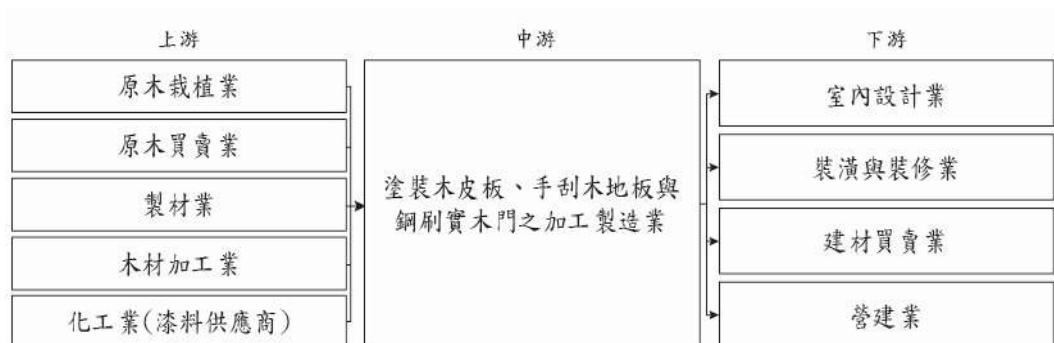 上游
原木栽植業
原木買賣業
製材業
木材加工業
化工業(漆料供應商)
中游
塗裝木皮板、手刮木地板與
鋼刷實木門之加工製造業
下游
室內設計業
裝潢與裝修業
建材買賣業
營建業